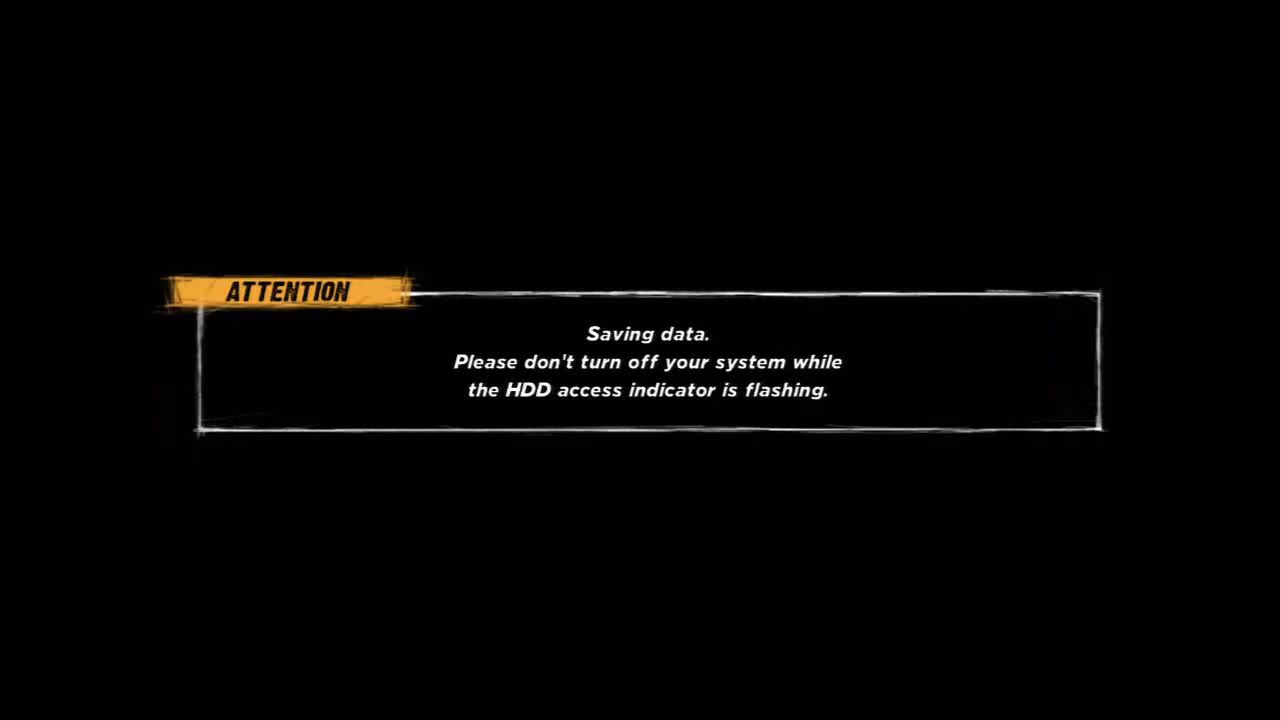 ATTENTION
Saving data.
Please don't turn off your system while
the HDD access indicator is flashing.